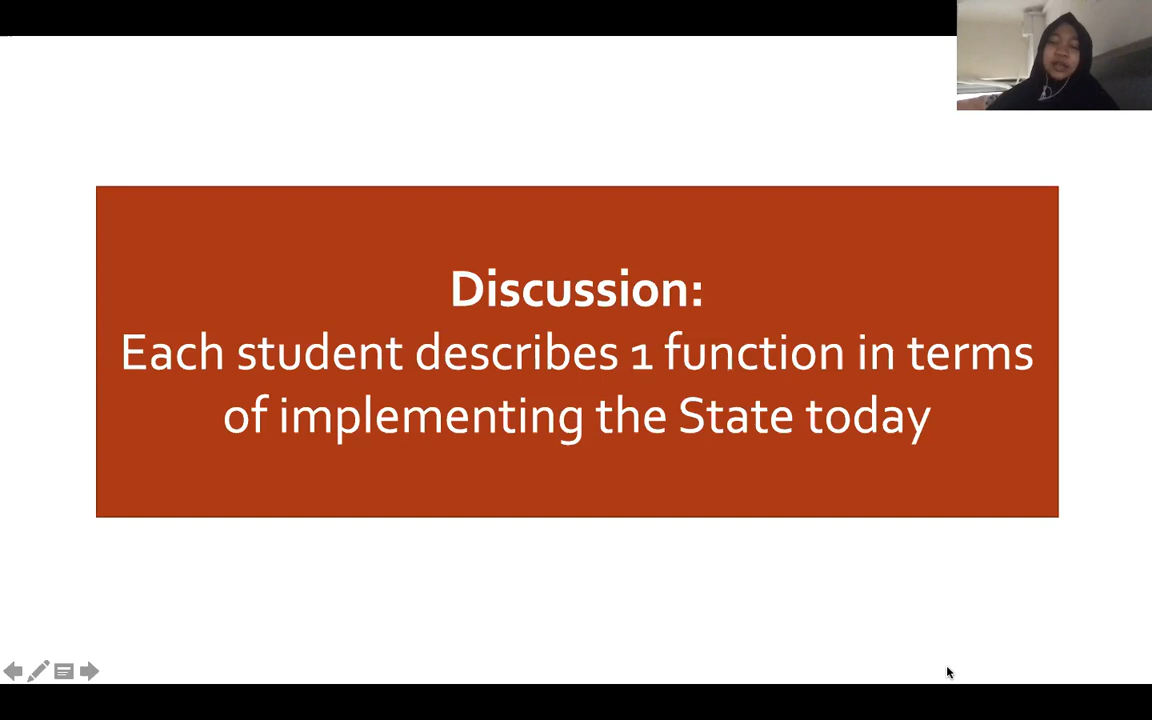 Discussion:
Each student describes 1 function in terms
of implementing the State today